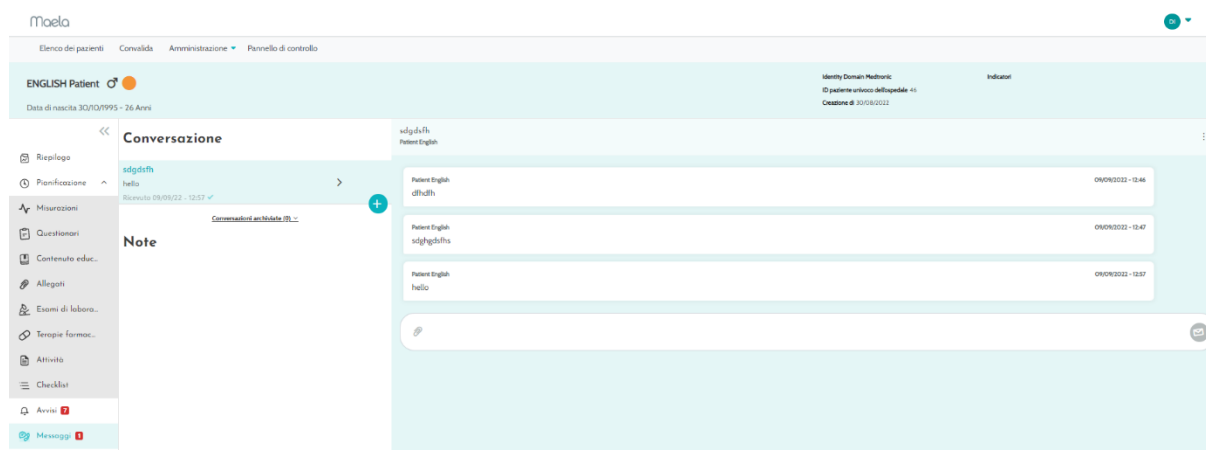 Maela
DI
Elenco dei pazienti Convalida Amministrazione Pannello di controllo
ENGLISH Patient
Data di nascita 30/10/1995 - 26 Anni
Identity Domain Medtronic
ID paziente univoco dell'ospedale 46
Creazione di 30/08/2022
Indicatori
Riepilogo
Pianificazione
Misurazioni
Questionari
Contenuto educ...
Allegati
Esami di labora...
Terapie farmac...
Attività
Checklist
Avvisi 7
Messaggi 1
Conversazione
sdgdsfh
hello
Ricevuto 09/09/22 - 12:57
Conversazioni archiviate (0)
Note
sdgdsfh
Patient English
Patient English 09/09/2022 - 12:46
dfhdfh
Patient English 09/09/2022 - 12:47
sdghgdsfhs
Patient English 09/09/2022 - 12:57
hello